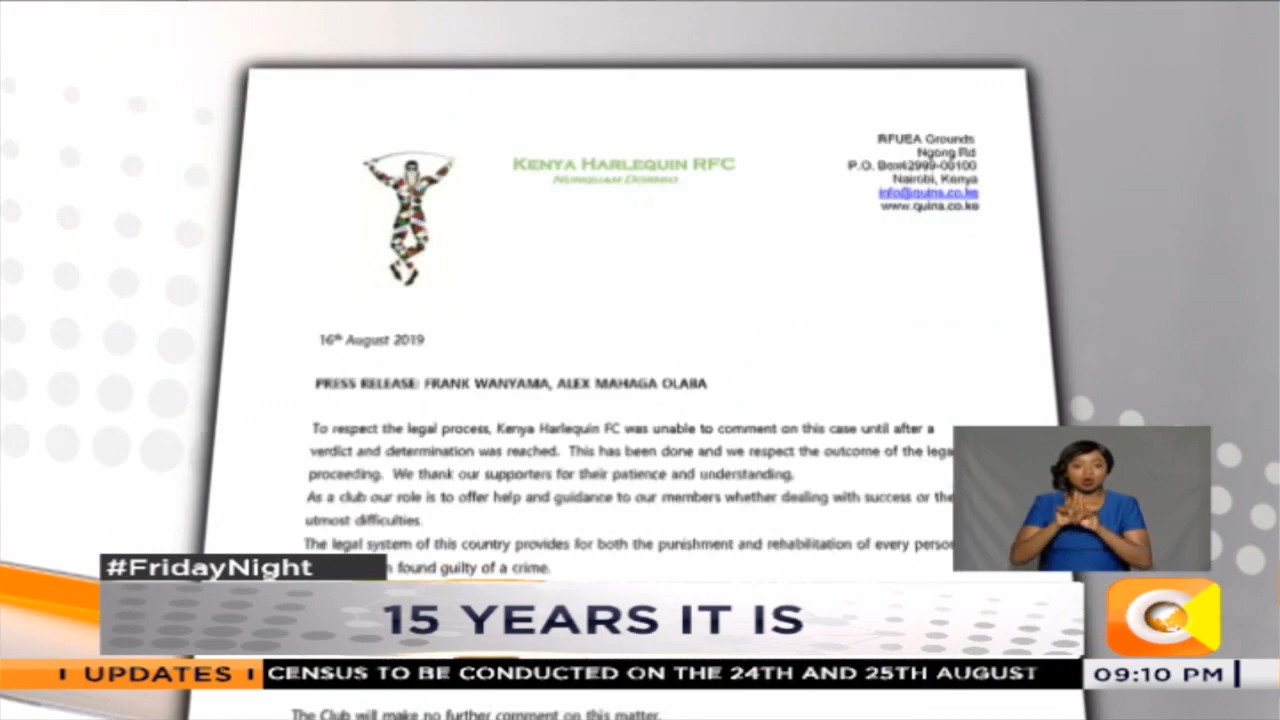 KENYA HARLEQUIN RFC
NUNQUAM DORMIO
RFUEA Grounds
Ngong Rd
P.O. Box42999-00100
Nairobi, Kenya
info@quins.co.ke
www.quins.co.ke
16th August 2019
PRESS RELEASE: FRANK WANYAMA, ALEX MAHAGA OLABA
To respect the legal process, Kenya Harlequin FC was unable to comment on this case until after a
verdict and determination was reached. This has been done and we respect the outcome of the lega
proceeding. We thank our supporters for their patience and understanding.
As a club our role is to offer help and guidance to our members whether dealing with success or the
utmost difficulties.
The legal system of this country provides for both the punishment and rehabilitation of every person
found guilty of a crime.
#FridayNight
15 YEARS IT IS
UPDATES
CENSUS TO BE CONDUCTED ON THE 24TH AND 25TH AUGUST
09:10 PM
The Club will make no further comment on this matter.